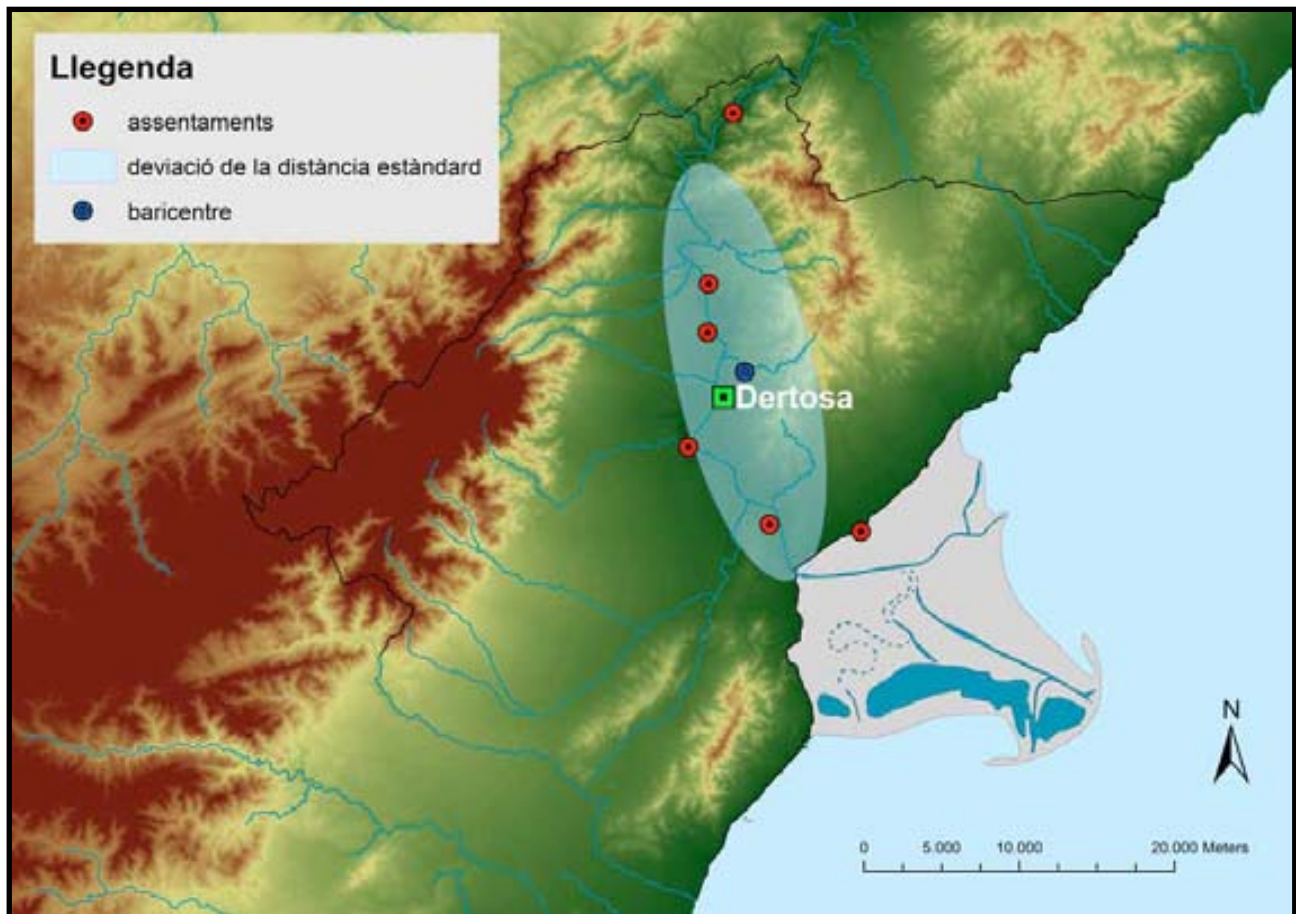 Llegenda
assentaments
deviació de la distància estàndard
baricentre
Dertosa
N
0 5.000 10.000 20.000 Meters